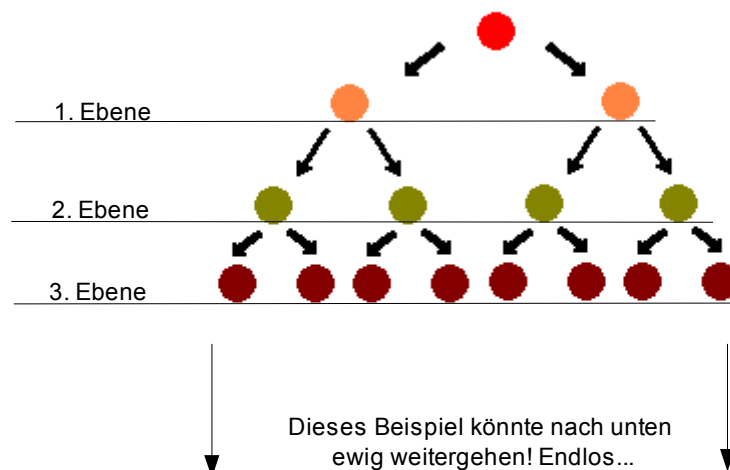 1. Ebene
2. Ebene
3. Ebene
Dieses Beispiel könnte nach unten
ewig weitergehen! Endlos...